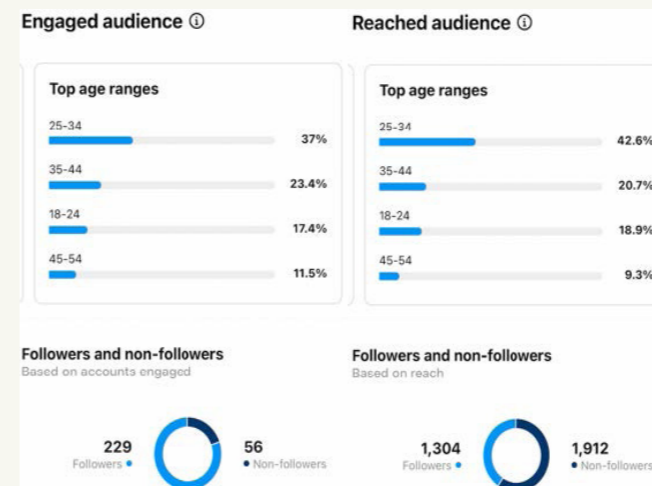 Engaged audience
Top age ranges
25-34
37%
35-44
23.4%
18-24
17.4%
45-54
11.5%
Followers and non-followers
Based on accounts engaged
229
Followers
56
Non-followers
Reached audience
Top age ranges
25-34
42.6%
35-44
20.7%
18-24
18.9%
45-54
9.3%
Followers and non-followers
Based on reach
1,304
Followers
1,912
Non-followers